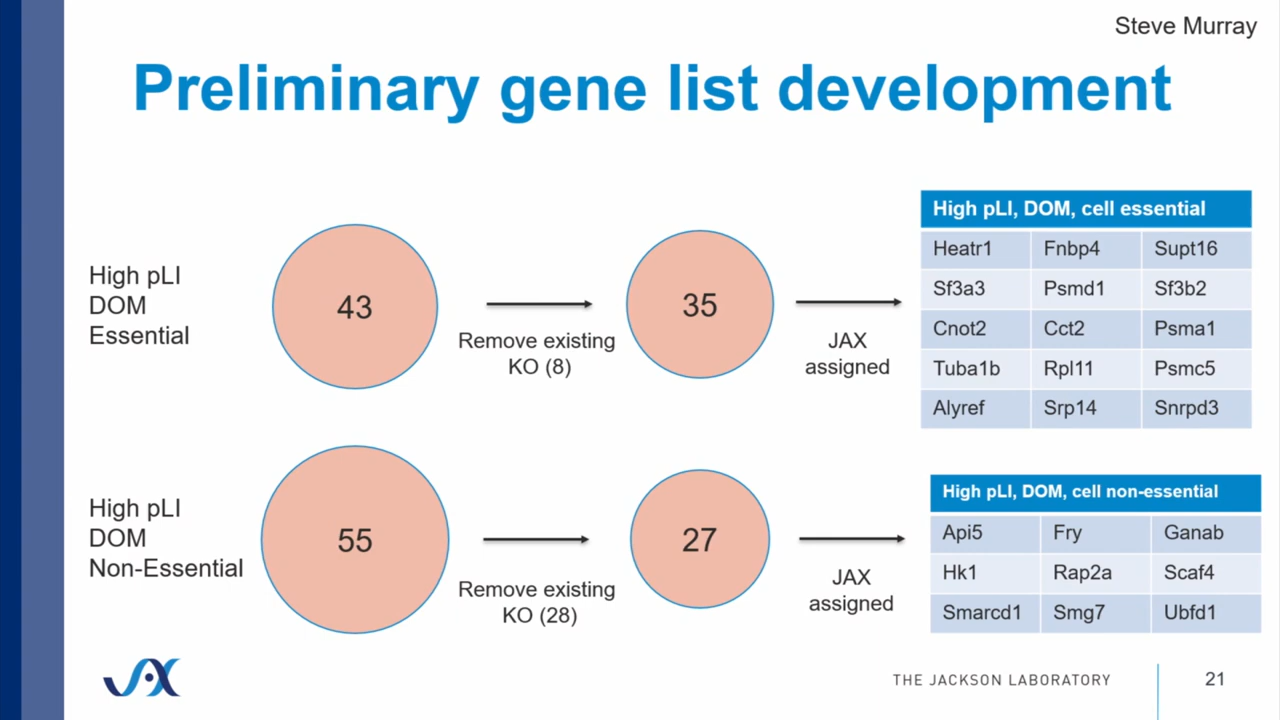 Steve Murray
Preliminary gene list development
High pLI
DOM
Essential
43
Remove existing
KO (8)
35
JAX
assigned
High pLI, DOM, cell essential
Heatr1 Fnbp4 Supt16
Sf3a3 Psmd1 Sf3b2
Cnot2 Cct2 Psma1
Tuba1b Rpl11 Psmc5
Alyref Srp14 Snrpd3
High pLI
DOM
Non-Essential
55
Remove existing
KO (28)
27
JAX
assigned
High pLI, DOM, cell non-essential
Api5 Fry Ganab
Hk1 Rap2a Scaf4
Smarcd1 Smg7 Ubfd1
JAX
THE JACKSON LABORATORY
21